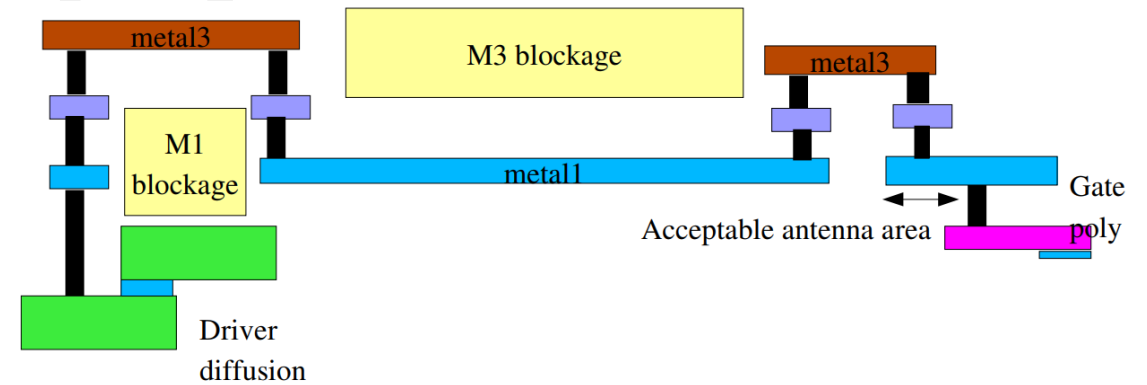 metal3
M3 blockage
metal3
M1
blockage
metal1
Gate
poly
Acceptable antenna area
Driver
diffusion